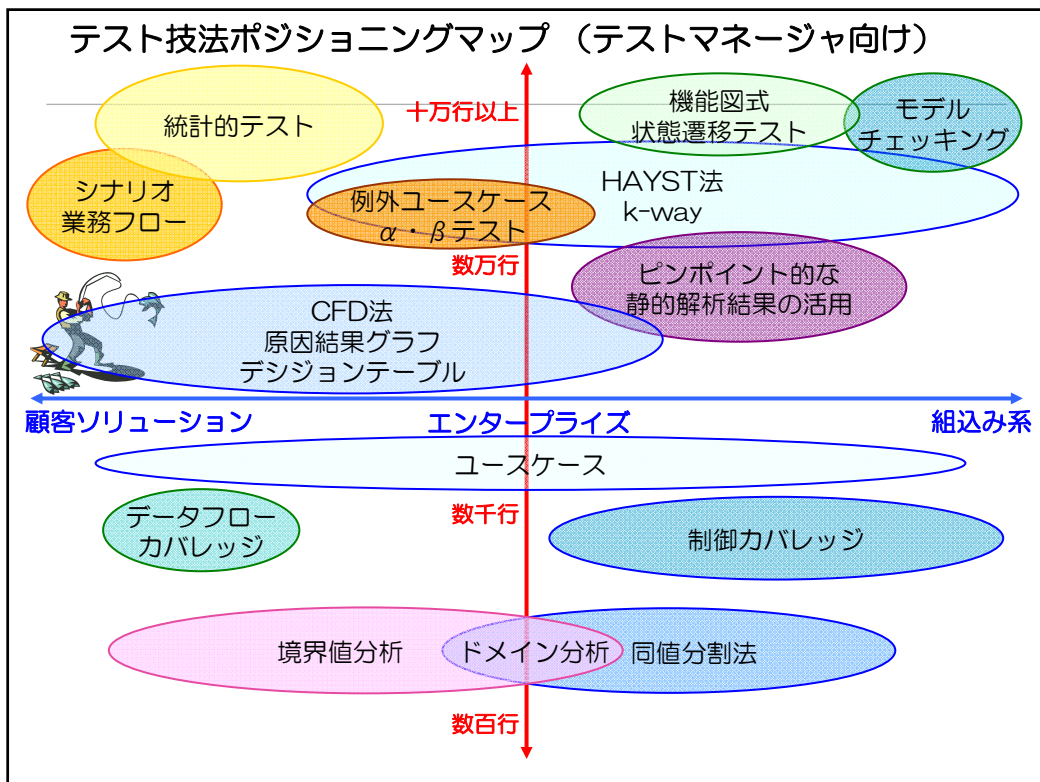 テスト技法ポジショニングマップ （テストマネージャ向け）
十万行以上
統計的テスト
機能図式
状態遷移テスト
モデル
チェッキング
シナリオ
業務フロー
例外ユースケース
α・βテスト
HAYST法
k-way
数万行
ピンポイント的な
静的解析結果の活用
CFD法
原因結果グラフ
デシジョンテーブル
顧客ソリューション
エンタープライズ
組込み系
ユースケース
データフロー
カバレッジ
数千行
制御カバレッジ
境界値分析
ドメイン分析
同値分割法
数百行